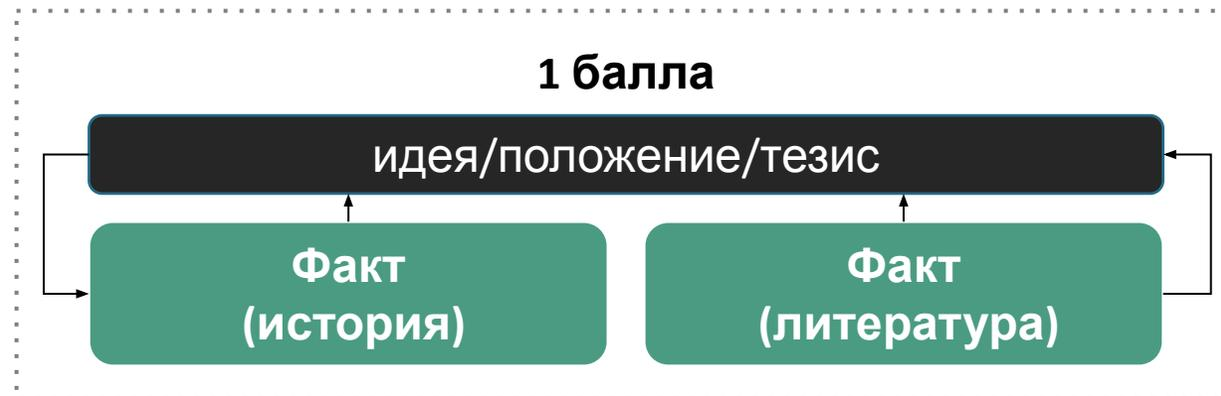 1 балла
идея/положение/тезис
Факт
(история)
Факт
(литература)